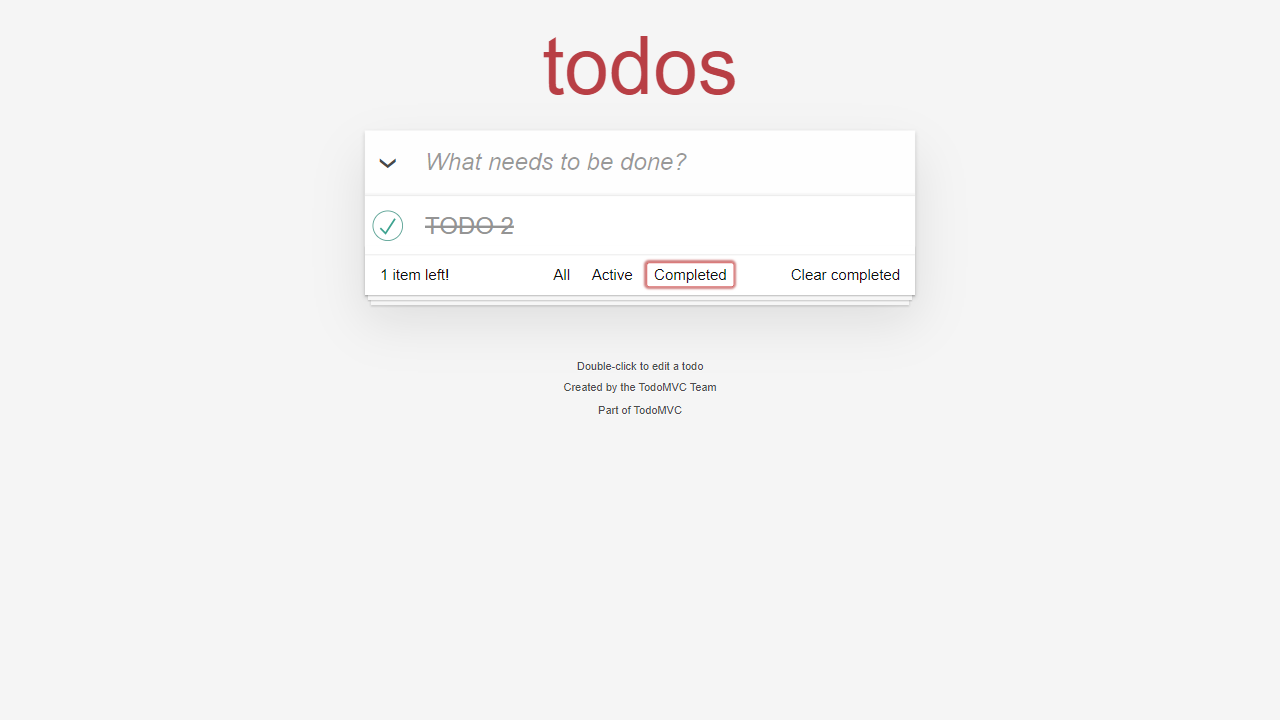 todos
What needs to be done?
TODO 2
1 item left! All Active Completed Clear completed
Double-click to edit a todo
Created by the TodoMVC Team
Part of TodoMVC